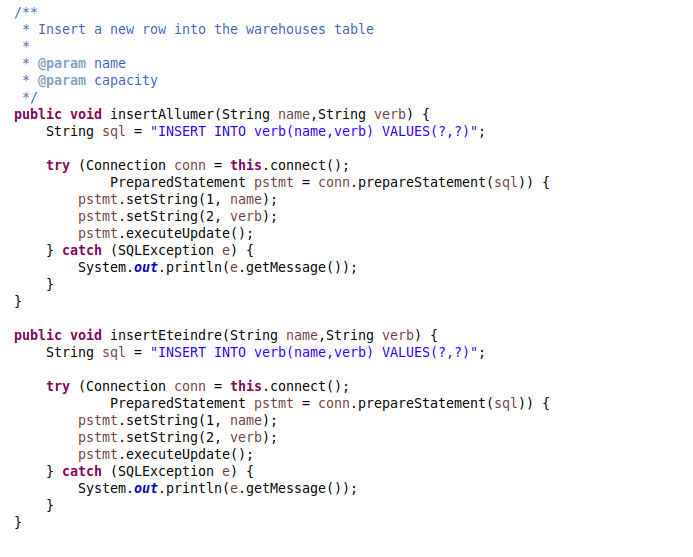 /**
 * Insert a new row into the warehouses table
 *
 * @param name
 * @param capacity
 */
public void insertAllumer(String name,String verb) {
    String sql = "INSERT INTO verb(name,verb) VALUES(?,?)";

    try (Connection conn = this.connect();
            PreparedStatement pstmt = conn.prepareStatement(sql)) {
        pstmt.setString(1, name);
        pstmt.setString(2, verb);
        pstmt.executeUpdate();
    } catch (SQLException e) {
        System.out.println(e.getMessage());
    }
}

public void insertEteindre(String name,String verb) {
    String sql = "INSERT INTO verb(name,verb) VALUES(?,?)";

    try (Connection conn = this.connect();
            PreparedStatement pstmt = conn.prepareStatement(sql)) {
        pstmt.setString(1, name);
        pstmt.setString(2, verb);
        pstmt.executeUpdate();
    } catch (SQLException e) {
        System.out.println(e.getMessage());
    }
}